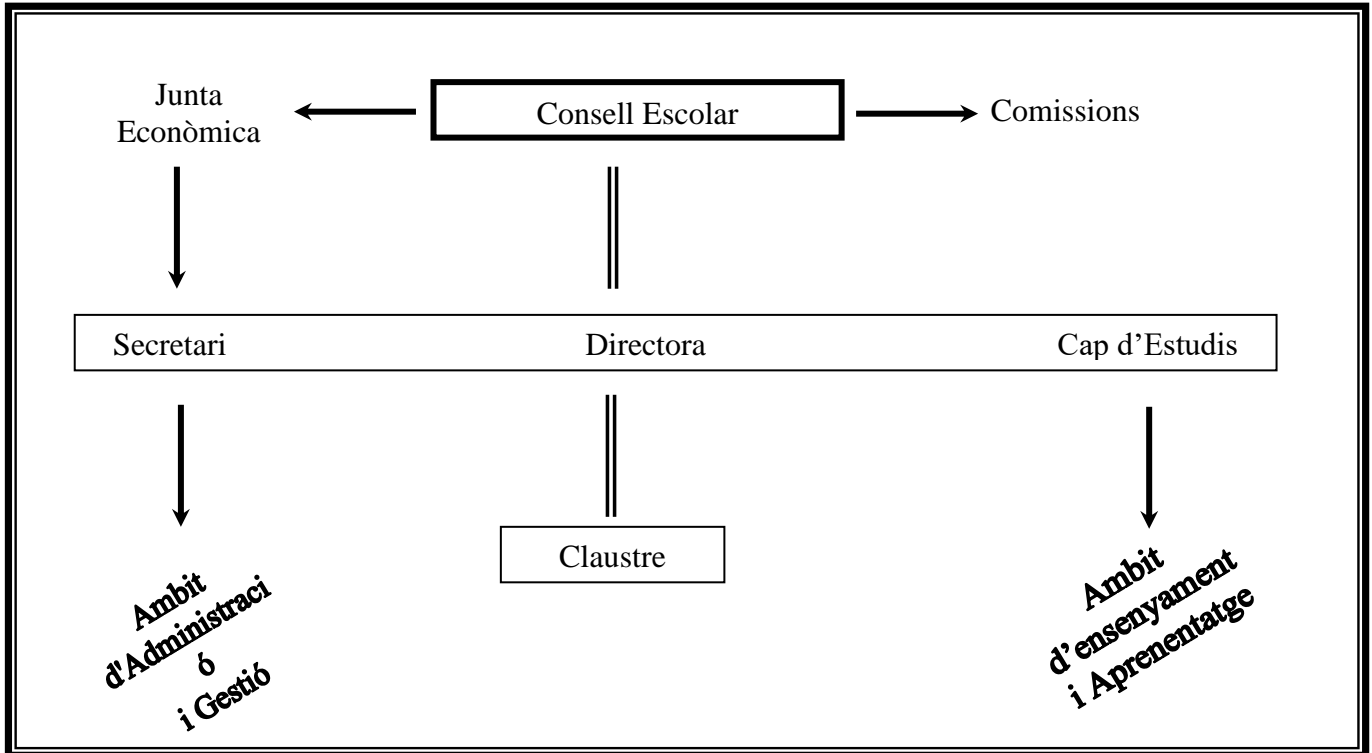 Junta
Econòmica
Consell Escolar
Comissions
Secretari
Directora
Cap d’Estudis
Claustre
Ambit
d'Administraci
ó
i Gestió
Ambit
d’ensenyament
i Aprenentatge